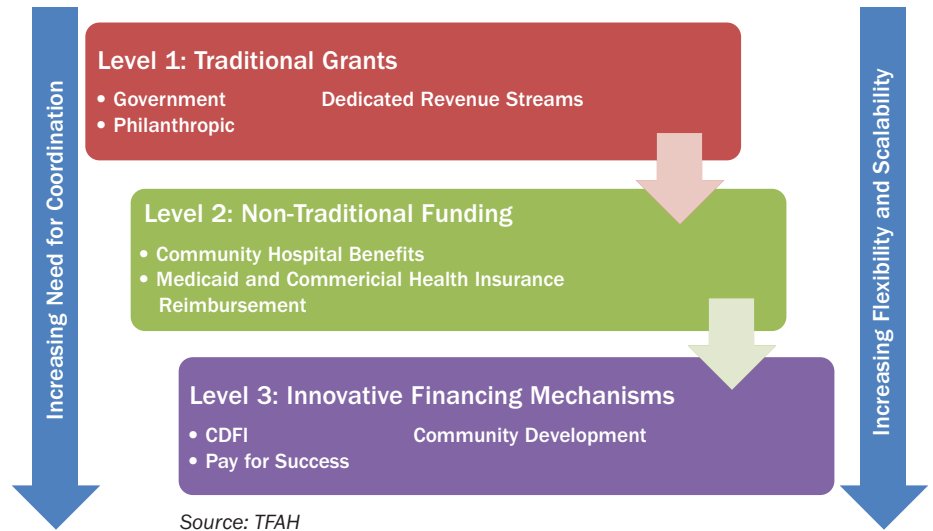 Increasing Need for Coordination
Level 1: Traditional Grants
• Government Dedicated Revenue Streams
• Philanthropic
Level 2: Non-Traditional Funding
• Community Hospital Benefits
• Medicaid and Commericial Health Insurance
Reimbursement
Level 3: Innovative Financing Mechanisms
• CDFI Community Development
• Pay for Success
Increasing Flexibility and Scalability
Source: TFAH